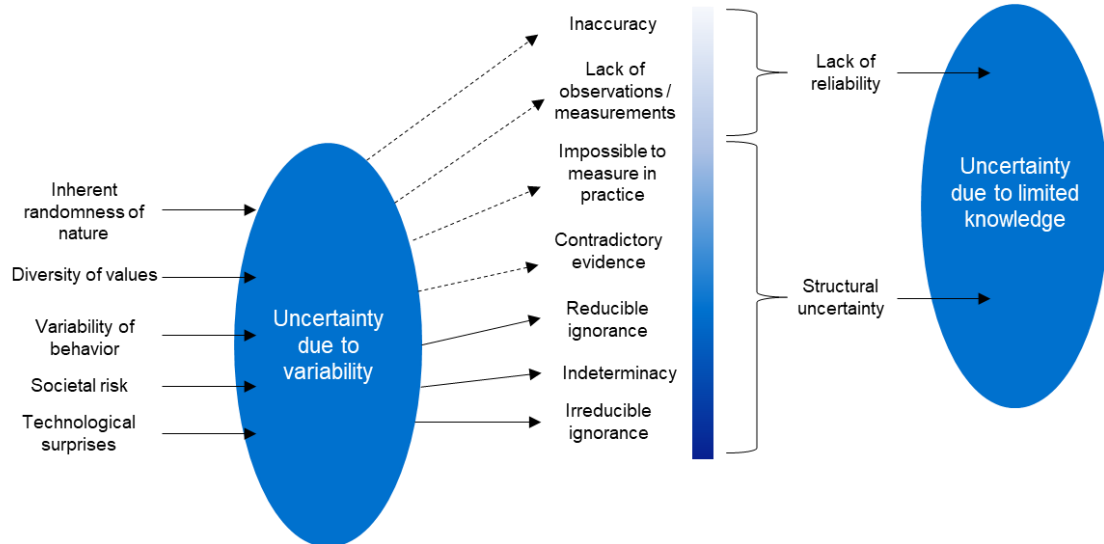 Inherent
randomness of
nature
Diversity of values
Variability of
behavior
Societal risk
Technological
surprises
Uncertainty
due to
variability
Inaccuracy
Lack of
observations /
measurements
Impossible to
measure in
practice
Contradictory
evidence
Reducible
ignorance
Indeterminacy
Irreducible
ignorance
Lack of
reliability
Structural
uncertainty
Uncertainty
due to limited
knowledge